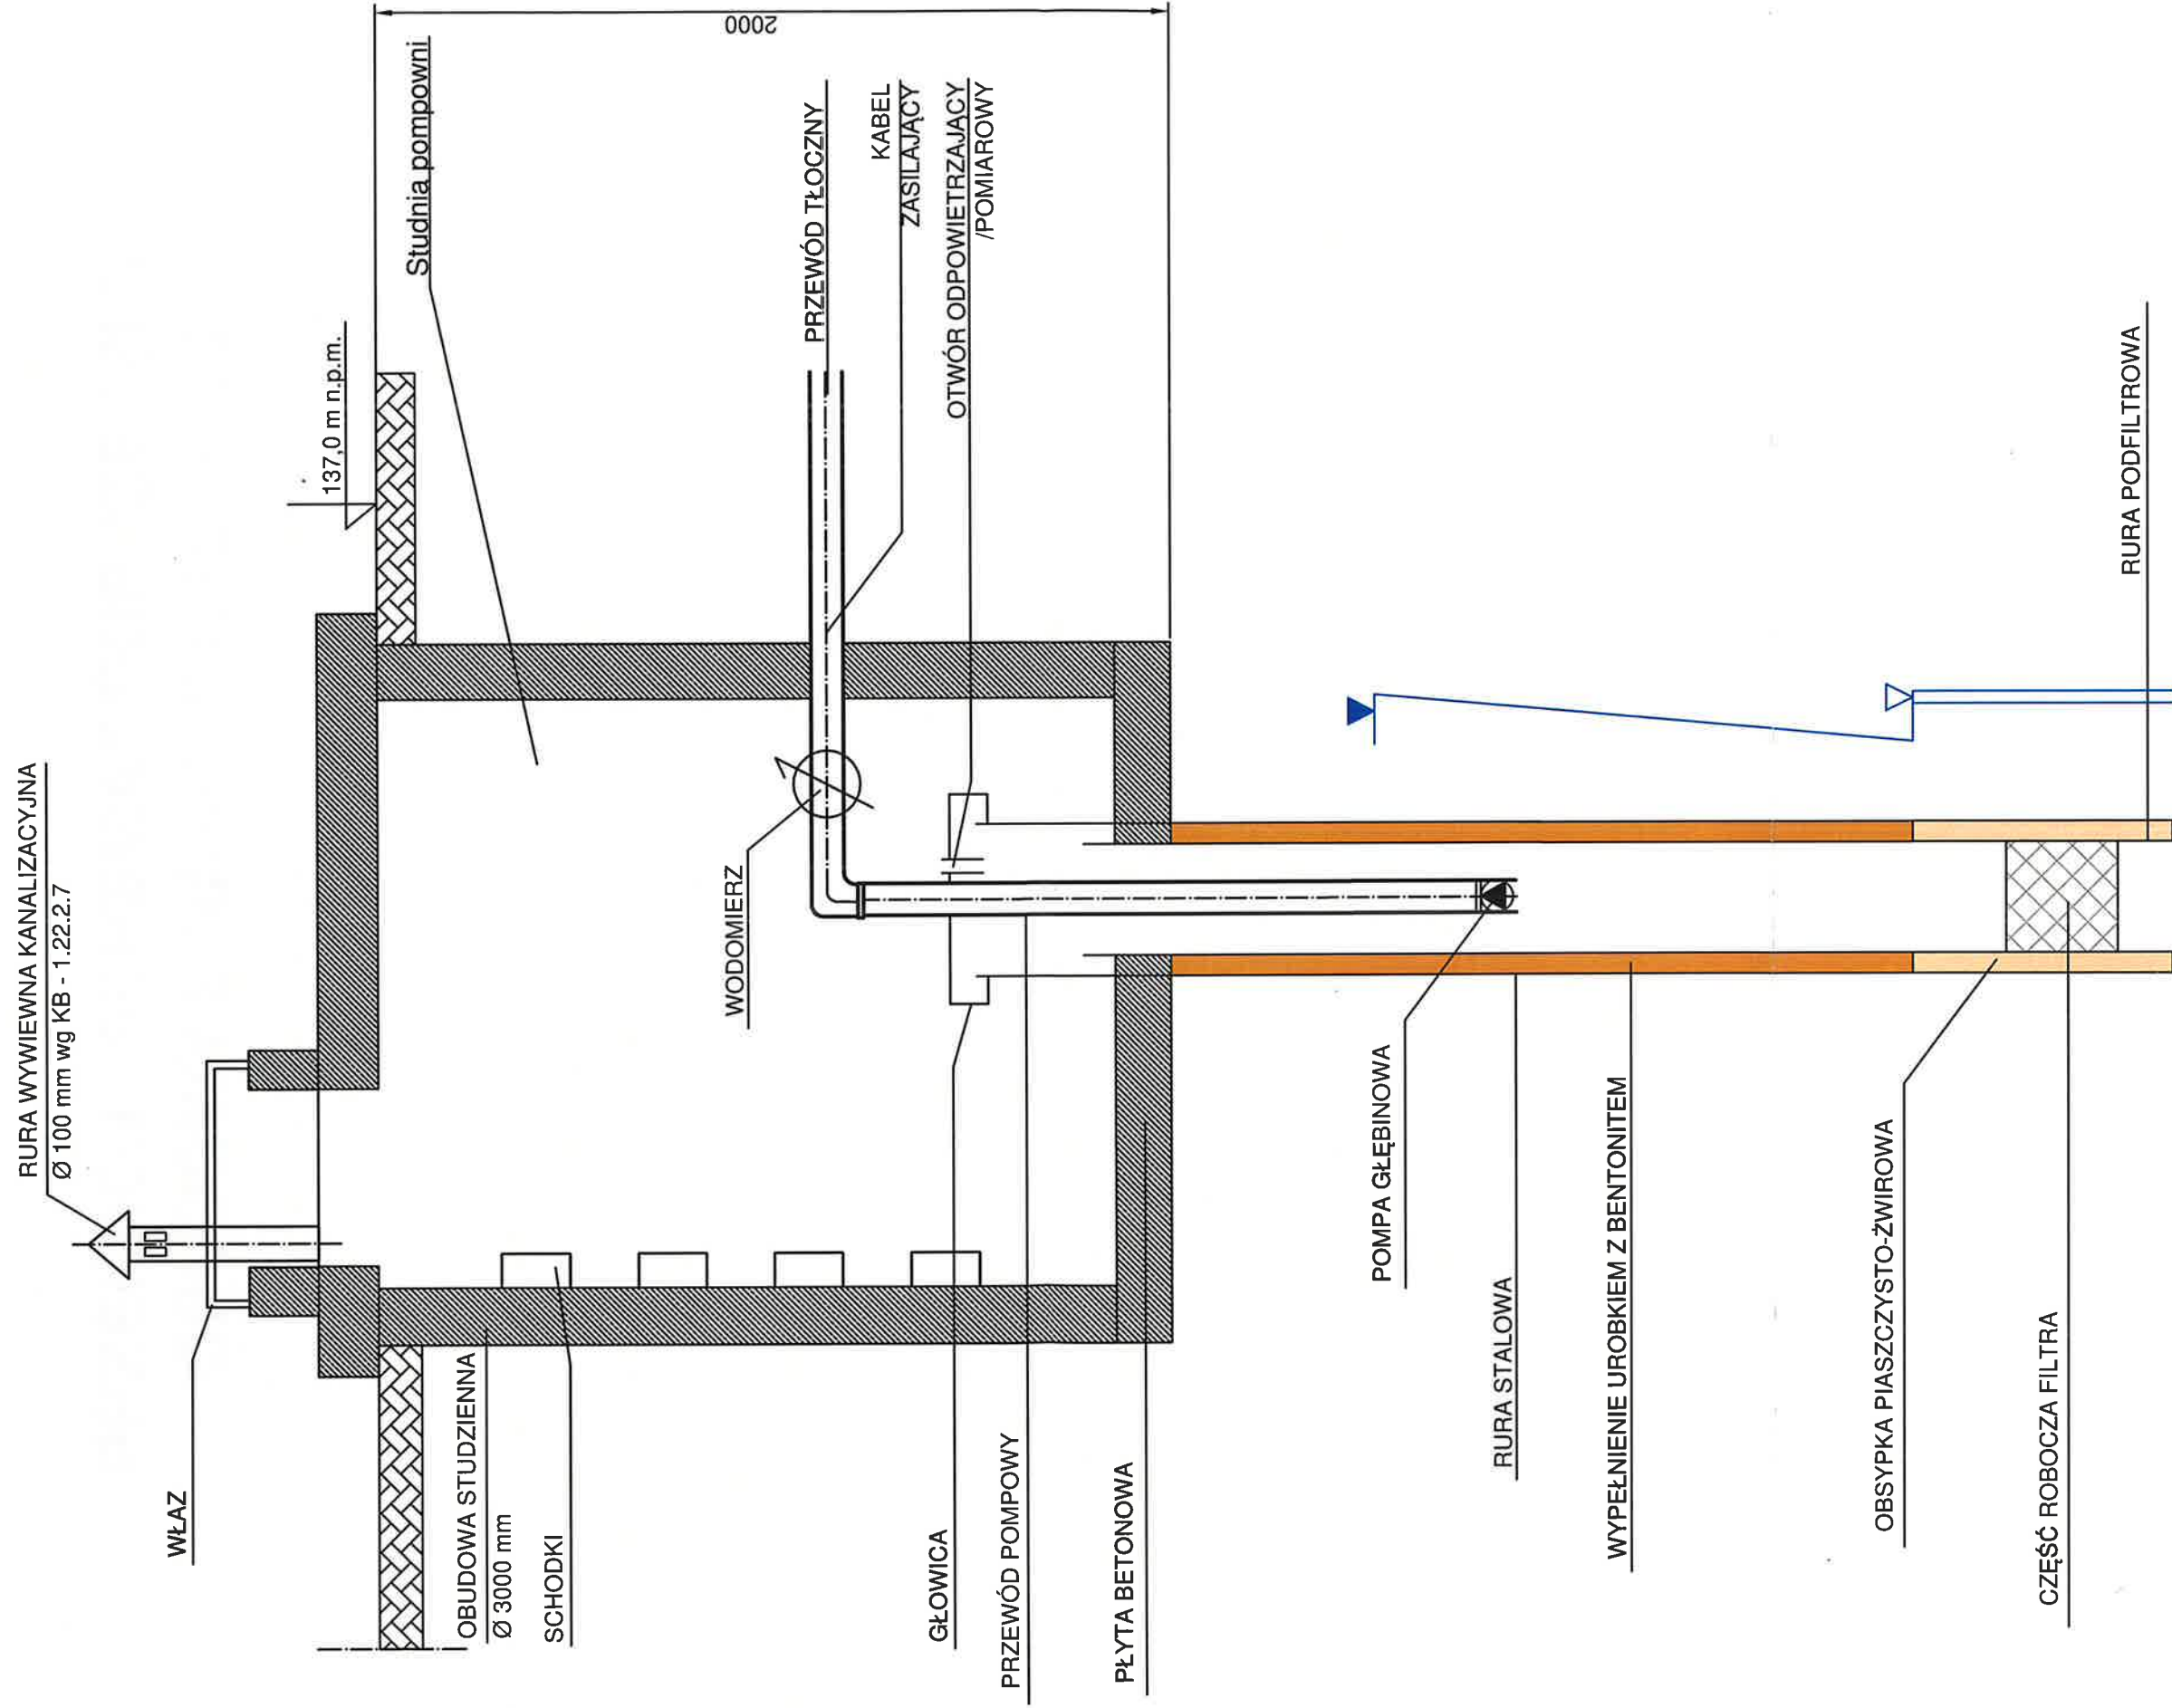 RURA WYWIEWNA KANALIZACYJNA
Ø 100 mm wg KB - 1.22.2.7
WŁAZ
137,0 m n.p.m.
Studnia pompowni
2000
OBUDOWA STUDZIENNA
Ø 3000 mm
SCHODKI
WODOMIERZ
PRZEWÓD TŁOCZNY
KABEL
ZASILAJĄCY
OTWÓR ODPOWIETRZAJĄCY
/POMIAROWY
GŁOWICA
PRZEWÓD POMPOWY
PŁYTA BETONOWA
POMPA GŁĘBINOWA
RURA STALOWA
WYPEŁNIENIE UROBKIEM Z BENTONITEM
OBSYPKA PIASZCZYSTO-ŻWIROWA
CZĘŚĆ ROBOCZA FILTRA
RURA PODFILTROWA